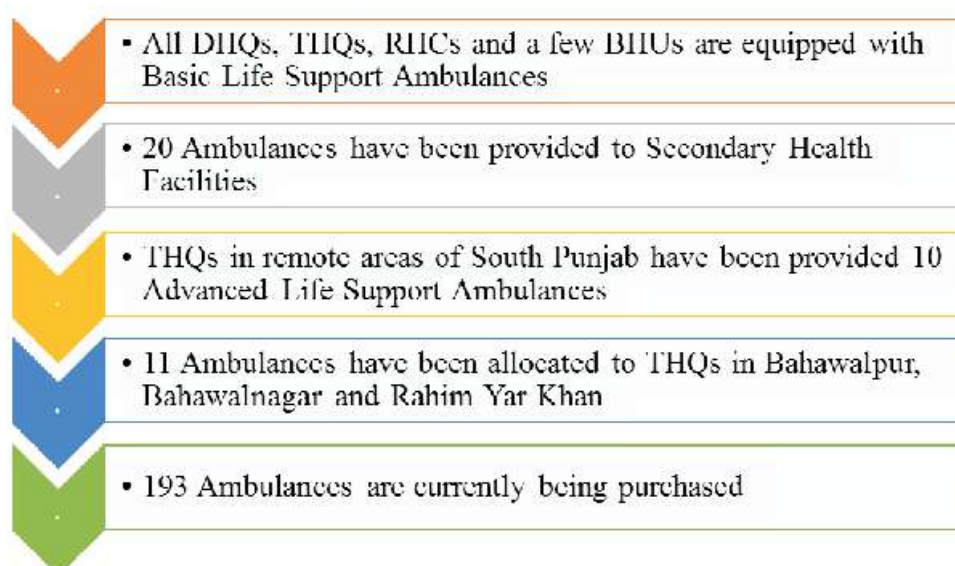 • All DHQs, THQs, RHCs and a few BHUs are equipped with
Basic Life Support Ambulances
• 20 Ambulances have been provided to Secondary Health
Facilities
• THQs in remote areas of South Punjab have been provided 10
Advanced Life Support Ambulances
• 11 Ambulances have been allocated to THQs in Bahawalpur,
Bahawalnagar and Rahim Yar Khan
• 193 Ambulances are currently being purchased